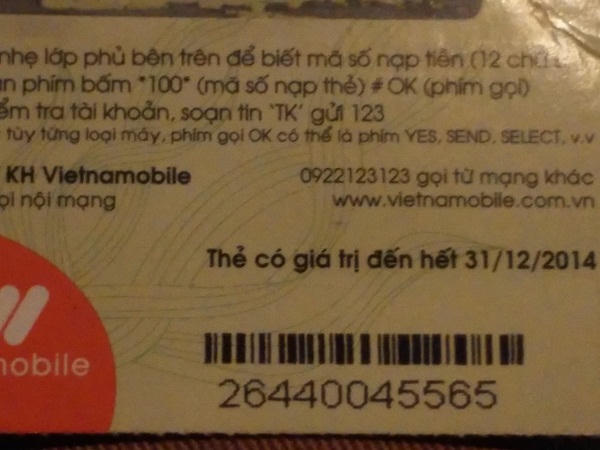 nhẹ lớp phủ bên trên để biết mã số nạp tiền (12 chữ
phím bấm *100* (mã số nạp thẻ) # OK (phím gọi)
tra tài khoản, soạn tin 'TK' gửi 123
tùy từng loại máy, phím gọi OK có thể là phím YES, SEND, SELECT, v.v
KH Vietnamobile 0922123123 gọi từ mạng khác
nội mạng www.vietnamobile.com.vn
Thẻ có giá trị đến hết 31/12/2014
mobile
26440045565